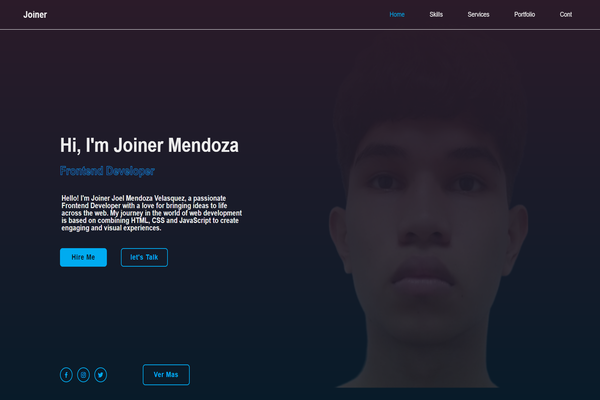 Joiner
Home Skills Services Portfolio Cont
Hi, I'm Joiner Mendoza
Frontend Developer
Hello! I'm Joiner Joel Mendoza Velasquez, a passionate
Frontend Developer with a love for bringing ideas to life
across the web. My journey in the world of web development
is based on combining HTML, CSS and JavaScript to create
engaging and visual experiences.
Hire Me let's Talk
Ver Mas